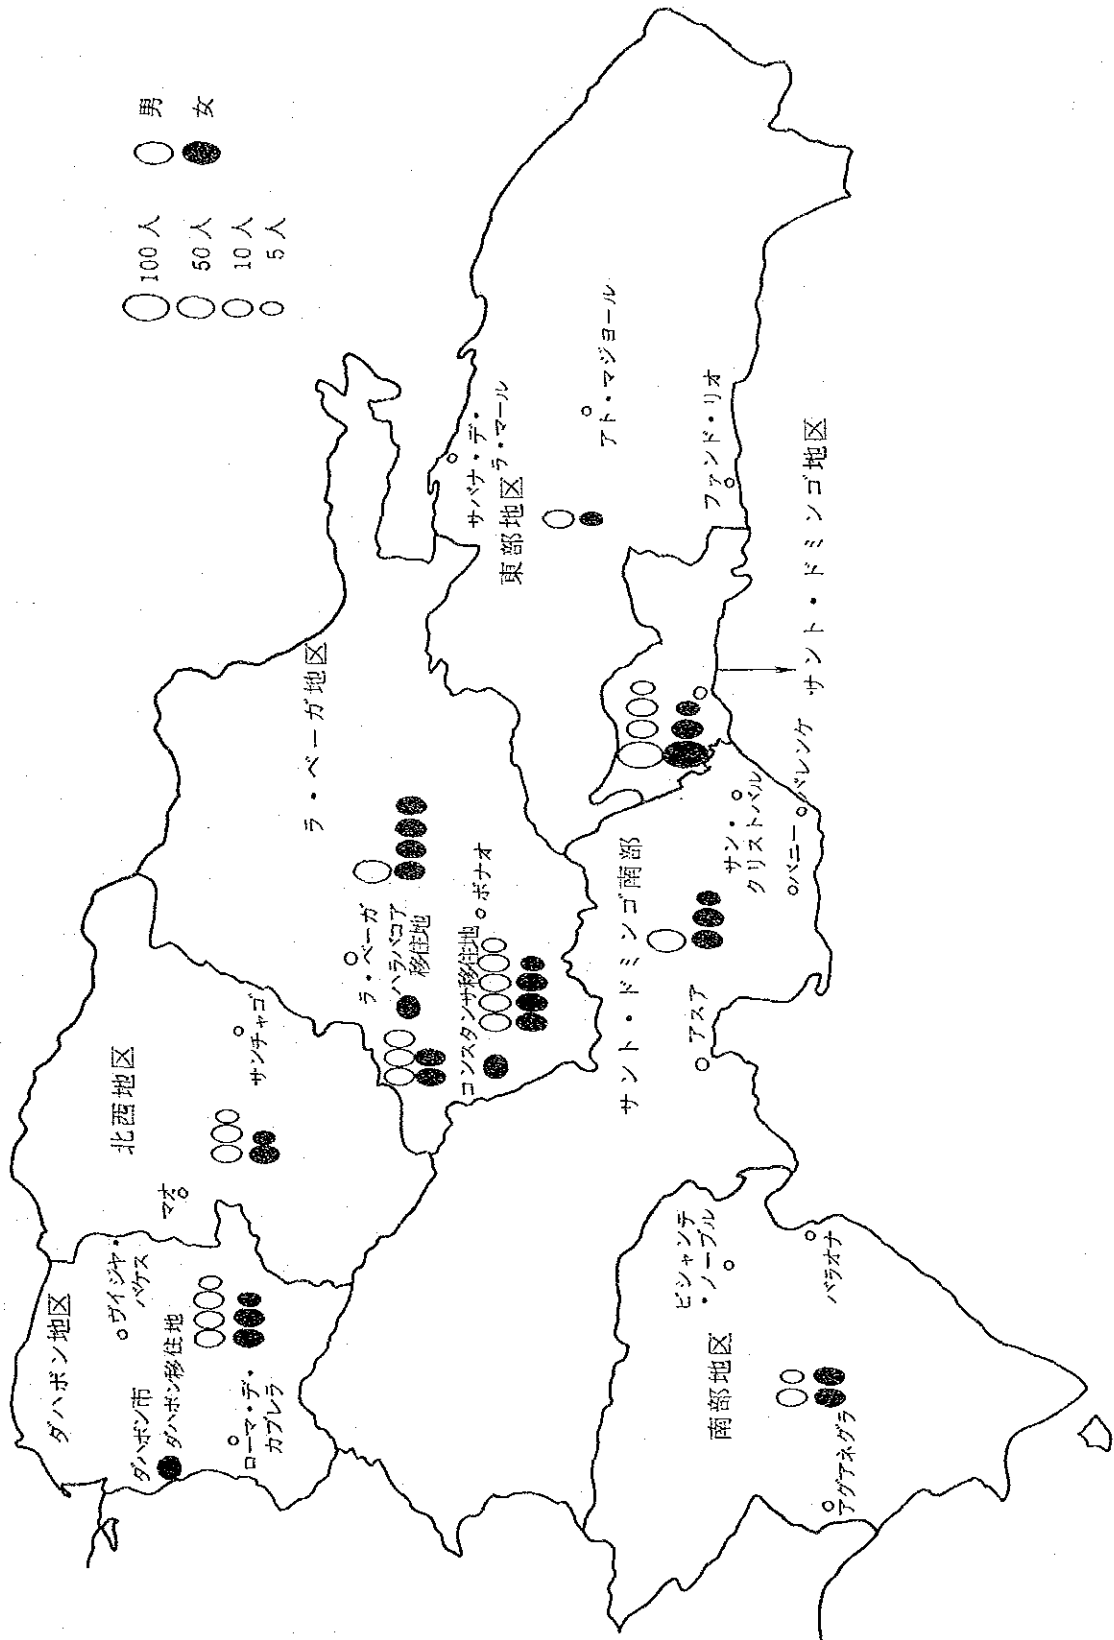 100人
50人
10人
5人
男
女
ダハボン地区
ダハボン市
ダハボン移住地
ヴィジャ・
バケス
ローマ・デ・
カブレラ
北西地区
マオ
サンチャゴ
ラ・ベーガ地区
ラ・ベーガ
ハラバコア
移住地
コンスタンサ移住地
ボナオ
東部地区
サバナ・デ・
ラ・マール
アト・マジョール
ファンド・リオ
サント・ドミンゴ地区
サント・ドミンゴ南部
サン・
クリストバル
バニー
パレンケ
アスア
南部地区
ビシャンテ
・ノーブル
バラオナ
アグアネグラ